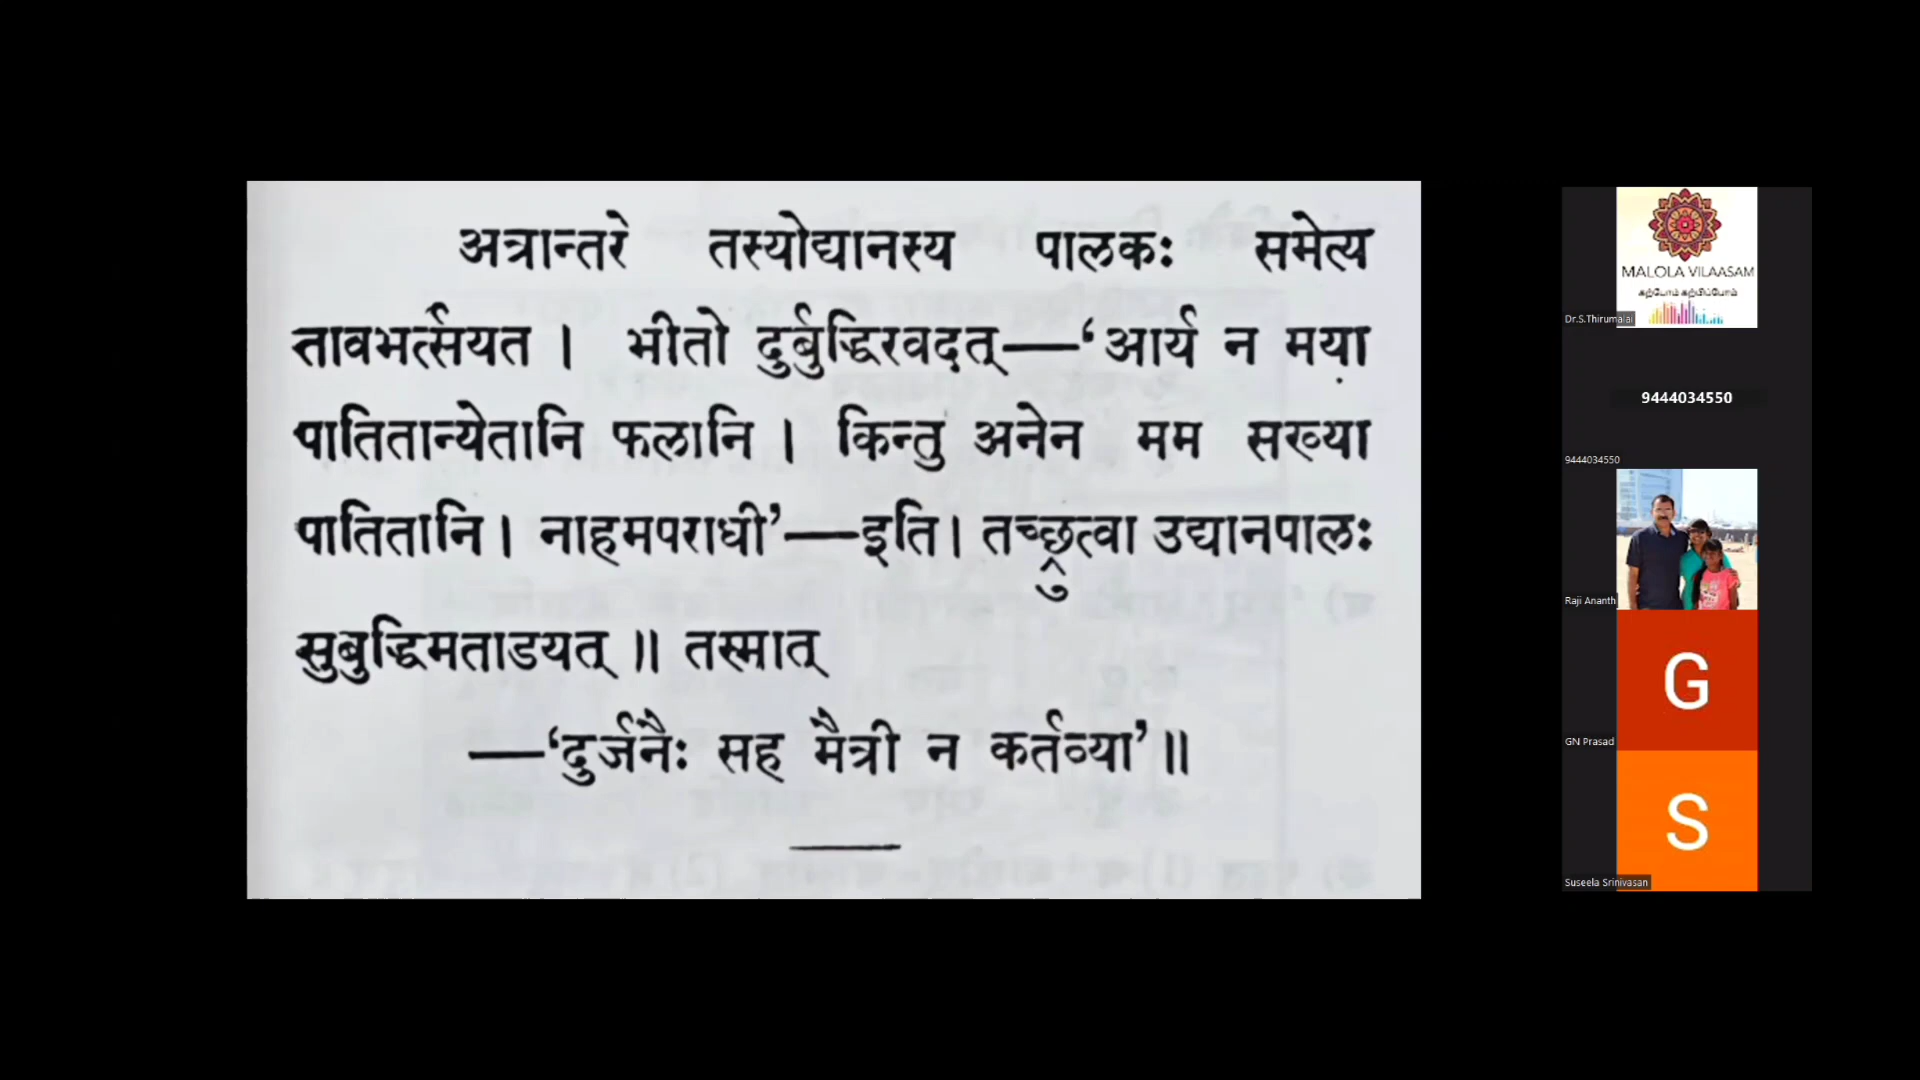 अत्रान्तरे तस्योद्यानस्य पालकः समेत्य
तावभर्त्सयत । भीतो दुर्बुद्धिरवदत्—‘आर्य न मया
पातितान्येतानि फलानि । किन्तु अनेन मम सख्या
पातितानि । नाहमपराधी’—इति । तच्छ्रुत्वा उद्यानपालः
सुबुद्धिमताडयत् ॥ तस्मात्
—‘दुर्जनैः सह मैत्री न कर्तव्या’ ॥
MALOLA VILAASAM
கற்போம் கற்பிப்போம்
Dr.S.Thirumalai
9444034550
9444034550
Raji Ananth
G
GN Prasad
S
Suseela Srinivasan